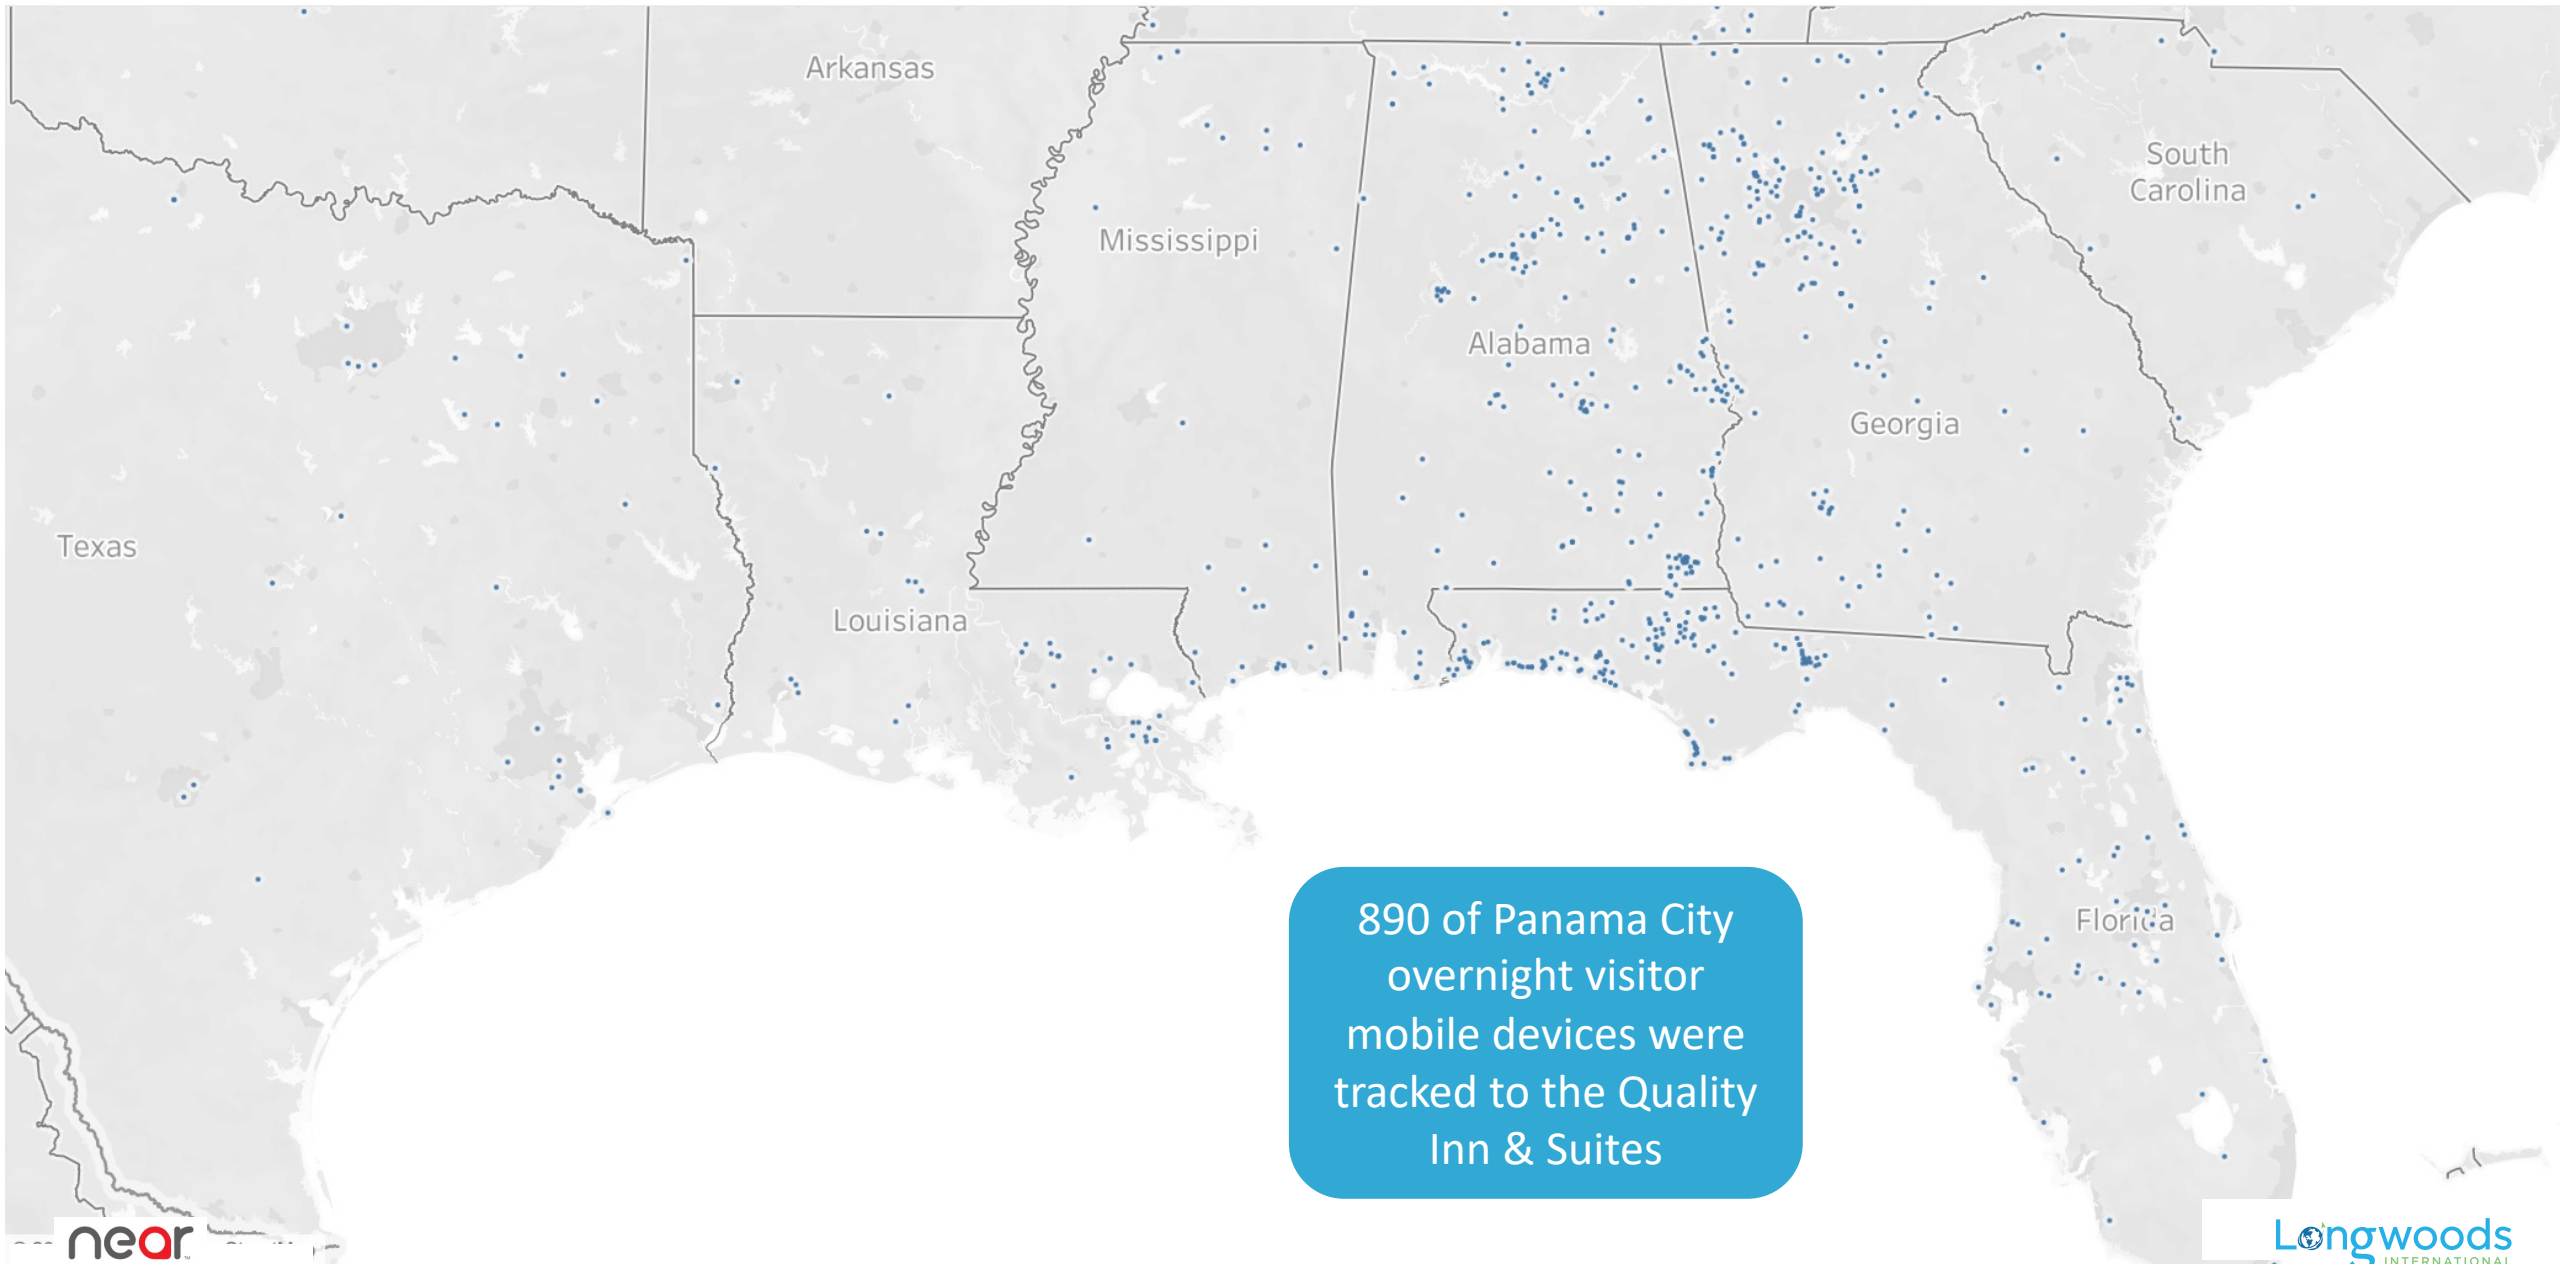 Arkansas
South
Carolina
Mississippi
Alabama
Georgia
Texas
Louisiana
Florida
890 of Panama City
overnight visitor
mobile devices were
tracked to the Quality
Inn & Suites
near
Longwoods
INTERNATIONAL